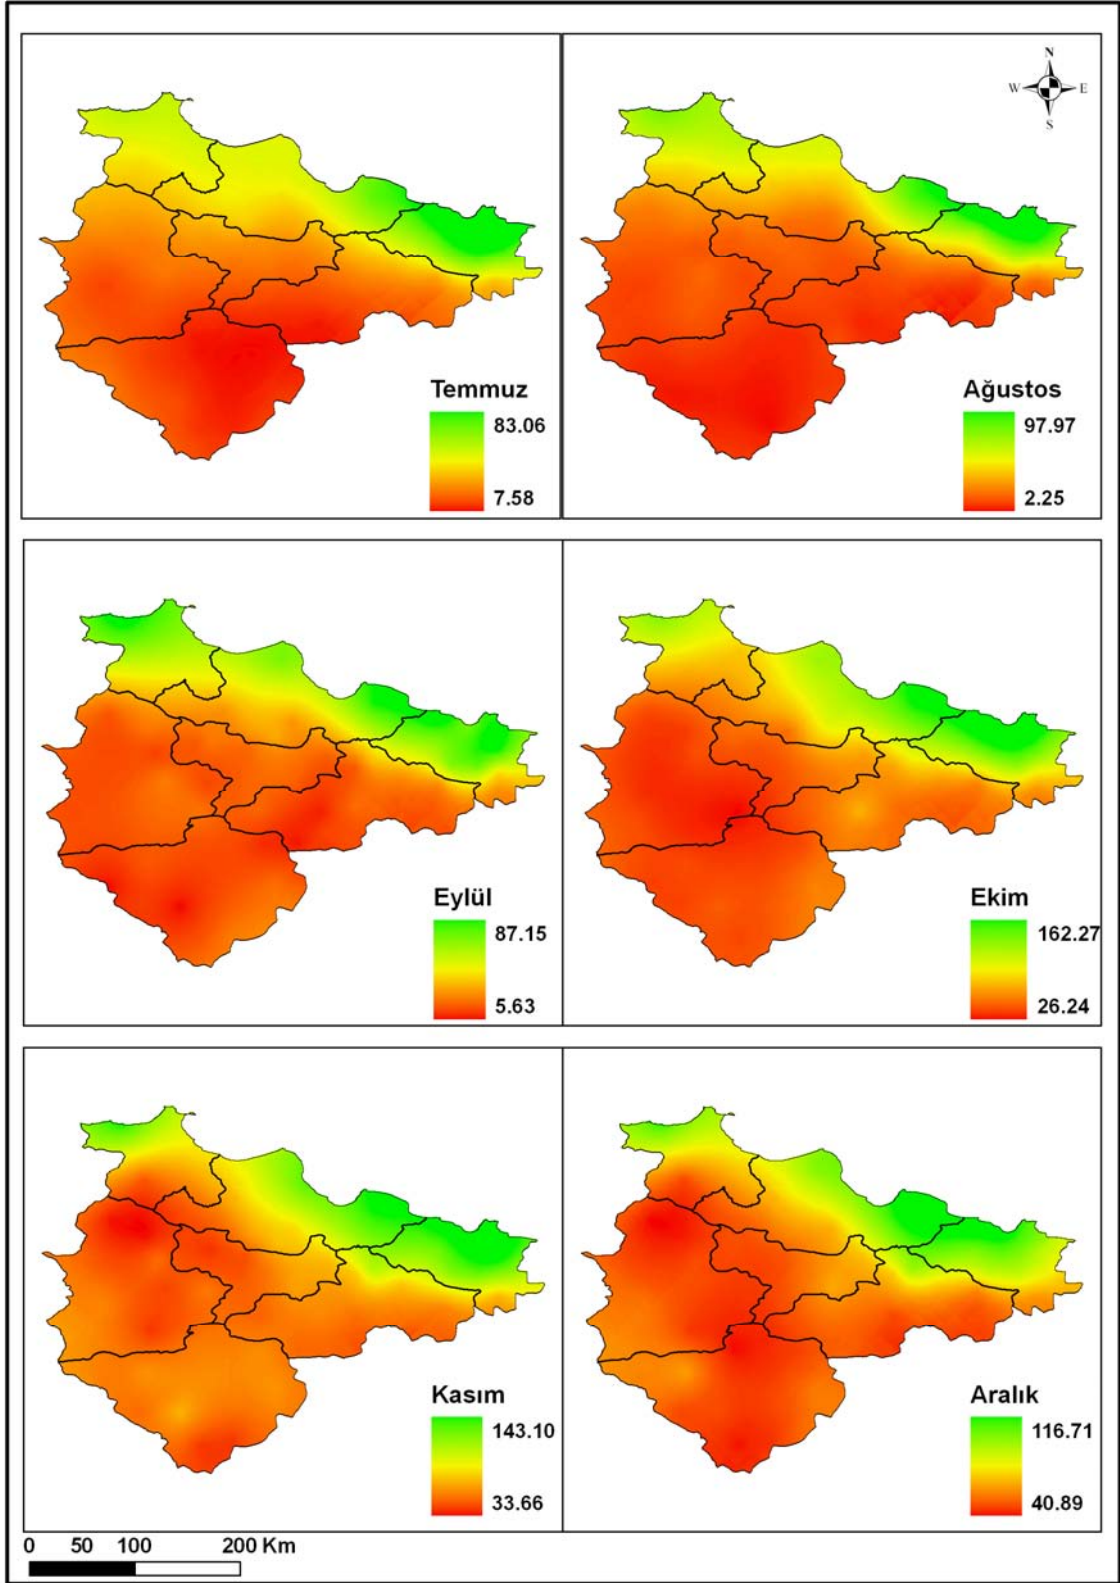 N
W E
S
Temmuz
83.06
7.58
Ağustos
97.97
2.25
Eylül
87.15
5.63
Ekim
162.27
26.24
Kasım
143.10
33.66
Aralık
116.71
40.89
0 50 100 200 Km